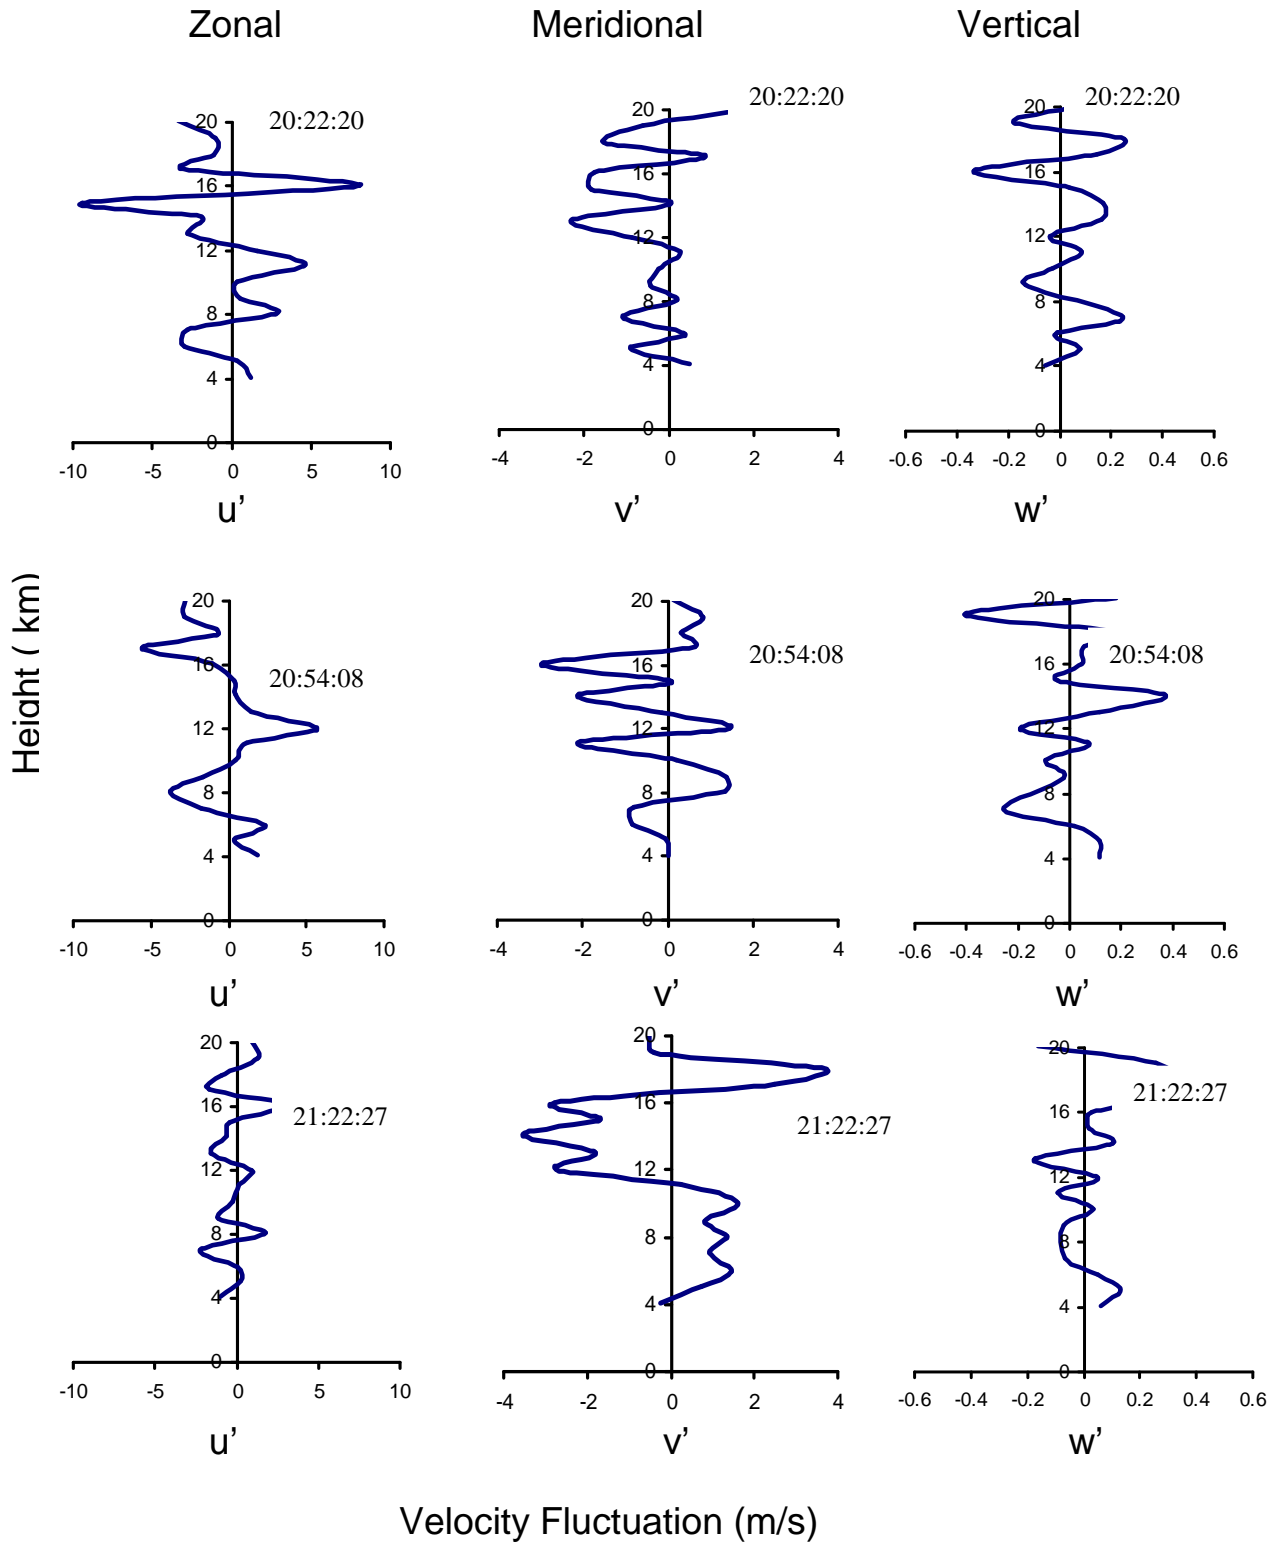 Zonal Meridional Vertical
20:22:20 20:22:20 20:22:20
20 20 20
16 16 16
12 12 12
8 8 8
4 4 4
0 0 0
-10 -5 0 5 10 -4 -2 0 2 4 -0.6 -0.4 -0.2 0 0.2 0.4 0.6
u’ v’ w’
Height ( km)
20 20 20
20:54:08 20:54:08 20:54:08
16 16 16
12 12 12
8 8 8
4 4 4
0 0 0
-10 -5 0 5 10 -4 -2 0 2 4 -0.6 -0.4 -0.2 0 0.2 0.4 0.6
u’ v’ w’
20 20 20
21:22:27 21:22:27 21:22:27
16 16 16
12 12 12
8 8 8
4 4 4
0 0 0
-10 -5 0 5 10 -4 -2 0 2 4 -0.6 -0.4 -0.2 0 0.2 0.4 0.6
u’ v’ w’
Velocity Fluctuation (m/s)